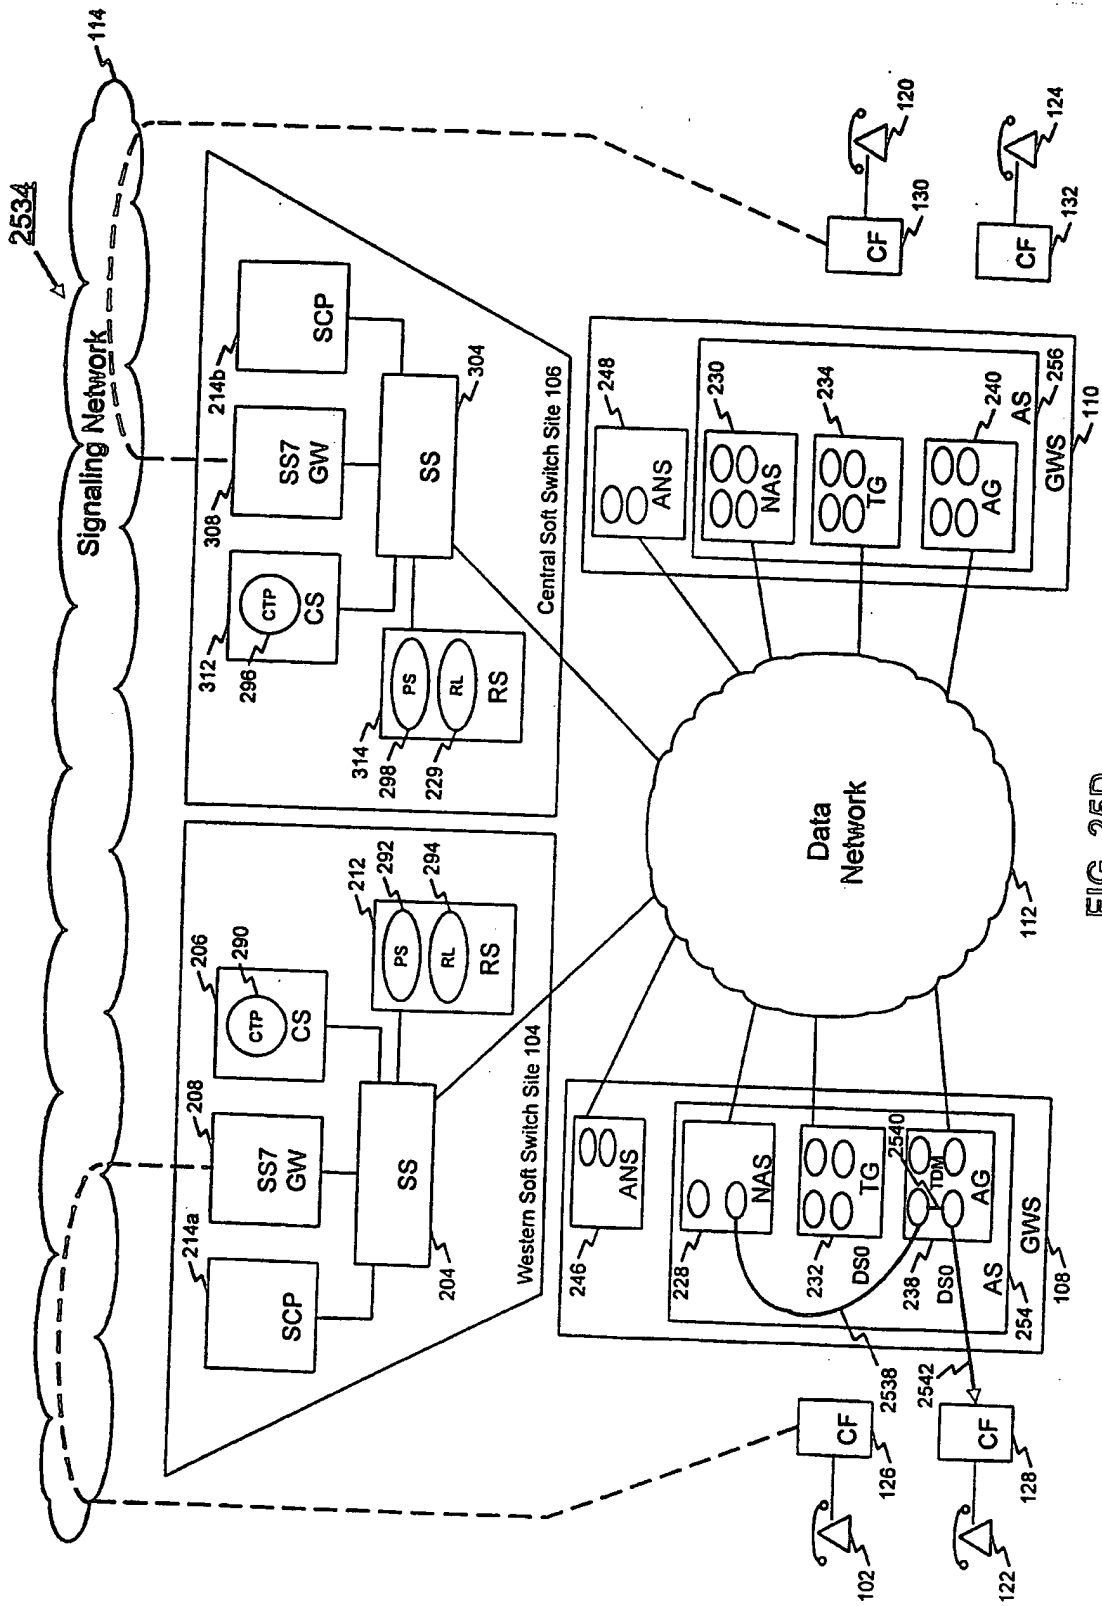 2534
114
Signaling Network
214a
SCP
208
SS7
GW
206
290
CTP
CS
SS
204
212
292
PS
294
RL
RS
Western Soft Switch Site 104
312
296
CTP
CS
308
SS7
GW
214b
SCP
SS
304
314
298
PS
229
RL
RS
Central Soft Switch Site 106
246
ANS
228
NAS
232
TG
DS0
2540
238
TDM
AG
DS0
AS
254
GWS
108
2538
2542
102
CF
126
122
CF
128
Data
Network
112
248
ANS
230
NAS
234
TG
240
AG
AS
256
GWS
110
CF
130
120
CF
132
124